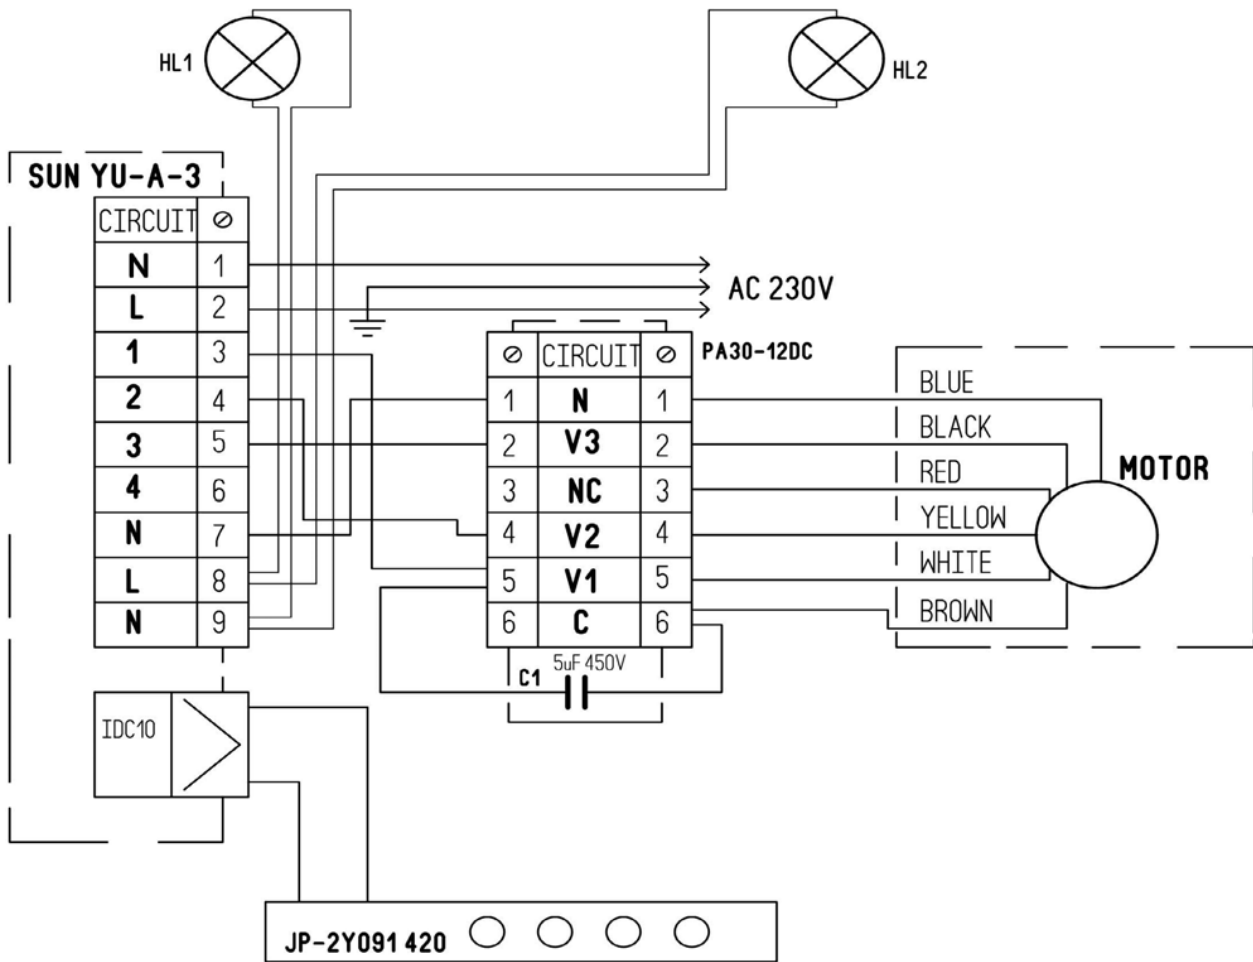 HL1
HL2
SUN YU-A-3
CIRCUIT
N 1
L 2
1 3
2 4
3 5
4 6
N 7
L 8
N 9
AC 230V
PA30-12DC
CIRCUIT
1 N 1
2 V3 2
3 NC 3
4 V2 4
5 V1 5
6 C 6
BLUE
BLACK
RED
YELLOW
WHITE
BROWN
MOTOR
5uF 450V
C1
IDC10
JP-2Y091 420